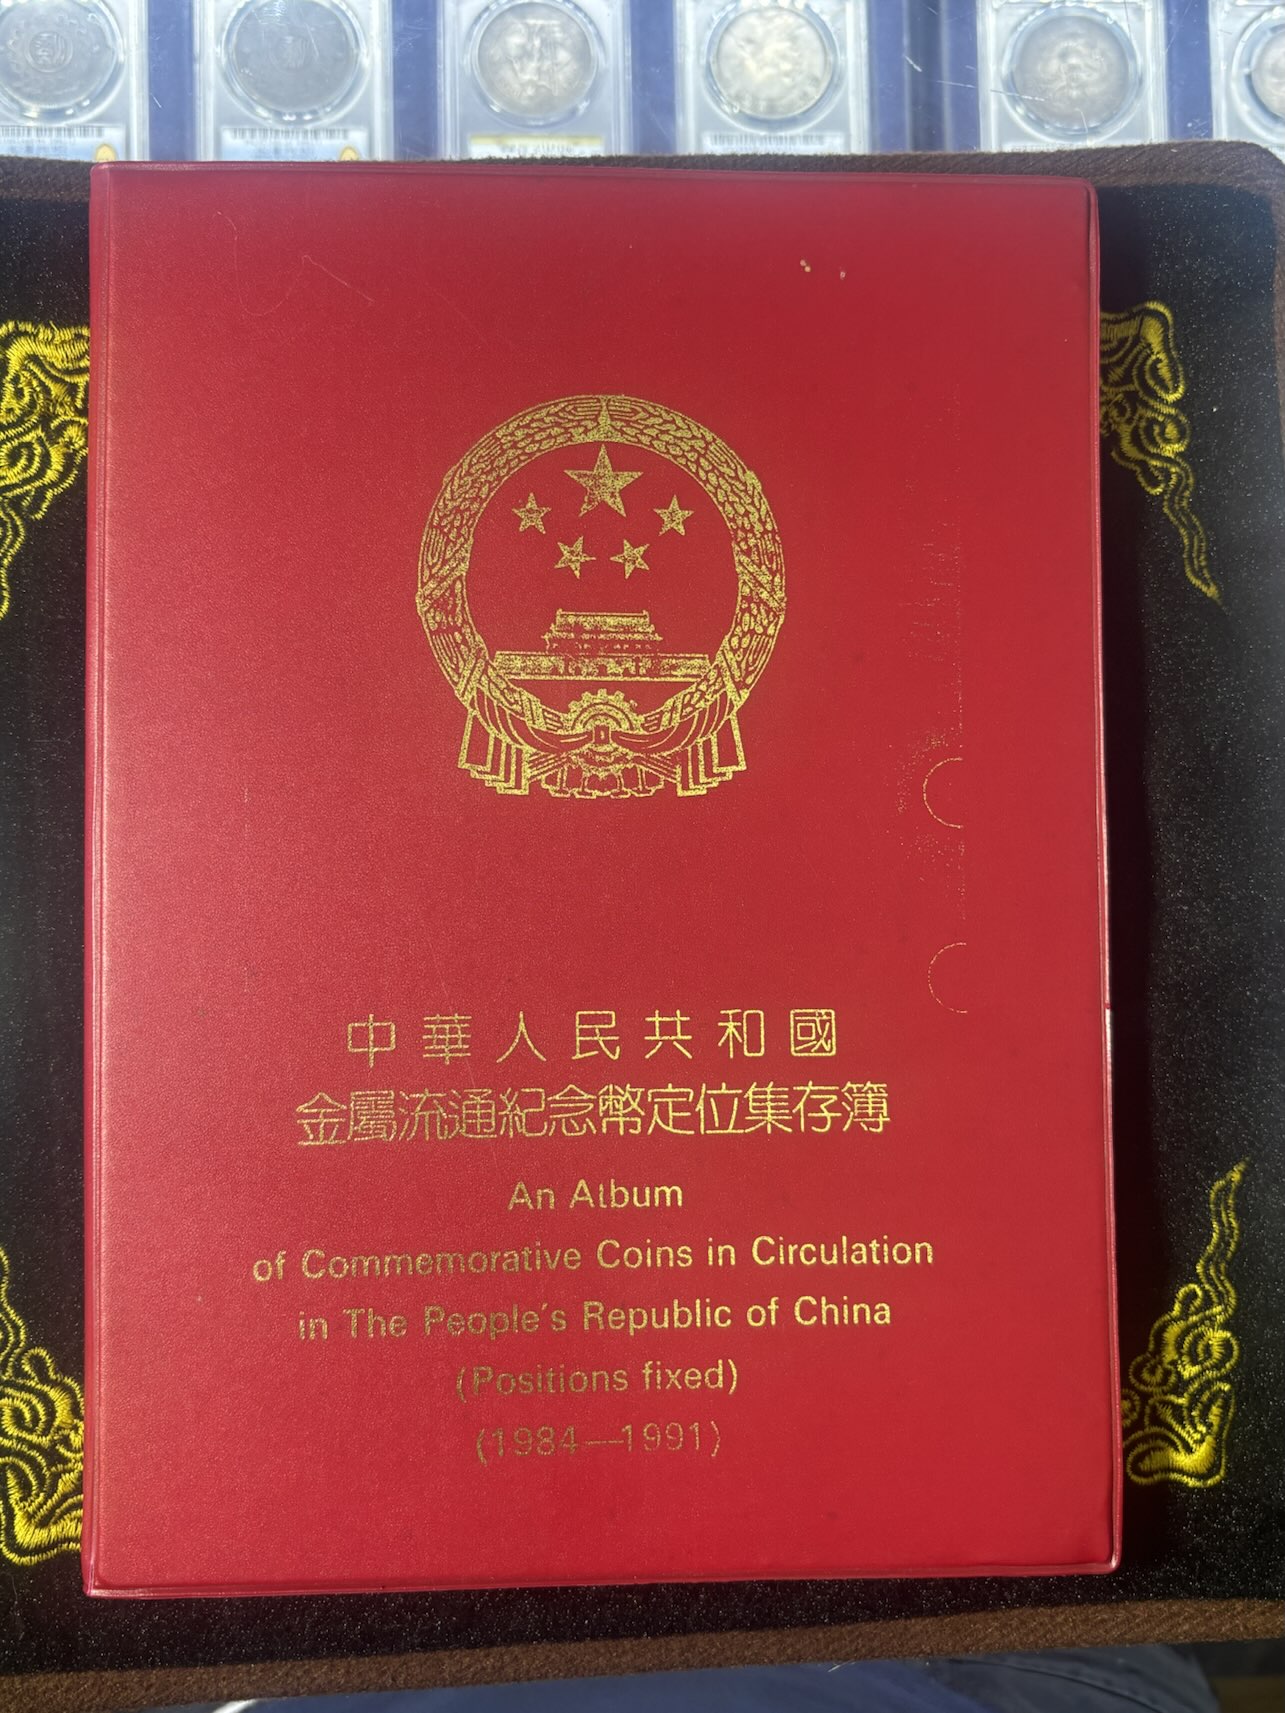 中華人民共和國
金屬流通紀念幣定位集存簿
An Album
of Commemorative Coins in Circulation
in The People's Republic of China
(Positions fixed)
(1984—1991)